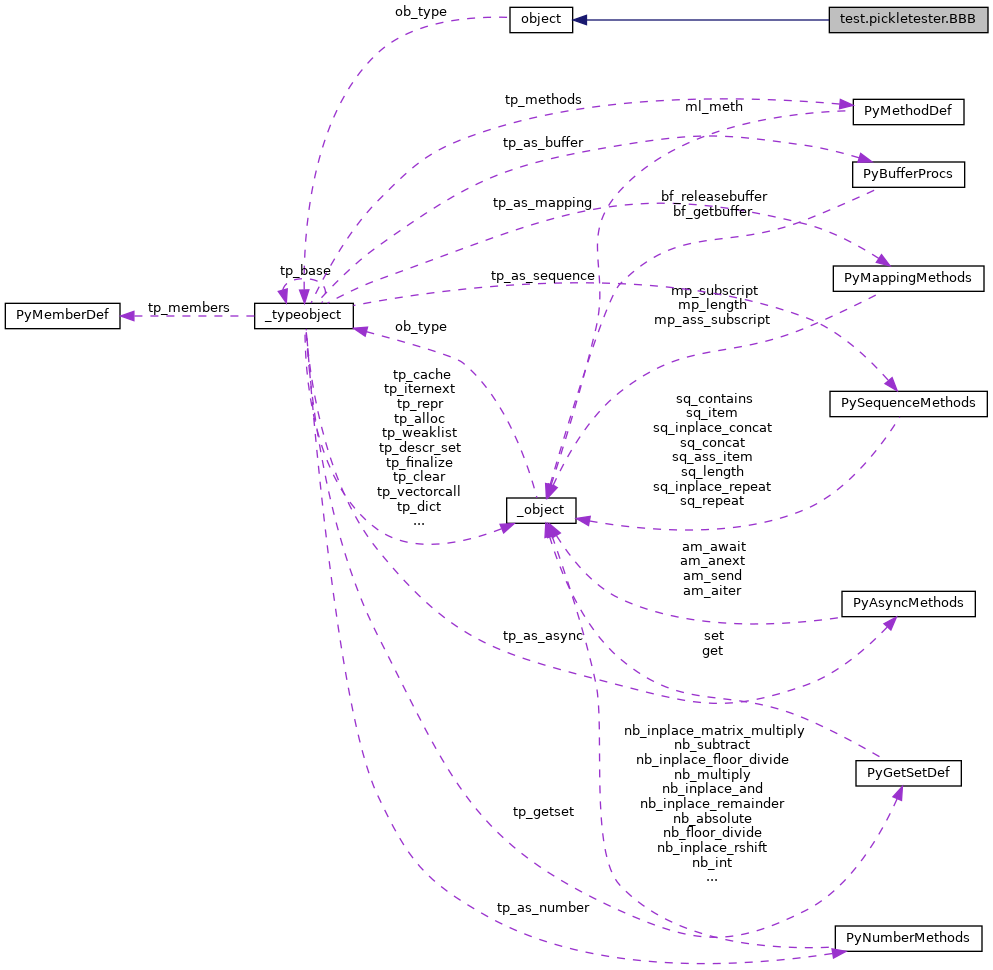 ob_type
object
test.pickletester.BBB
tp_methods
ml_meth
PyMethodDef
tp_as_buffer
PyBufferProcs
tp_as_mapping
bf_releasebuffer
bf_getbuffer
tp_base
tp_as_sequence
PyMappingMethods
mp_subscript
mp_length
mp_ass_subscript
PyMemberDef
tp_members
_typeobject
ob_type
tp_cache
tp_iternext
tp_repr
tp_alloc
tp_weaklist
tp_descr_set
tp_finalize
tp_clear
tp_vectorcall
tp_dict
...
sq_contains
sq_item
sq_inplace_concat
sq_concat
sq_ass_item
sq_length
sq_inplace_repeat
sq_repeat
PySequenceMethods
_object
am_await
am_anext
am_send
am_aiter
PyAsyncMethods
tp_as_async
set
get
nb_inplace_matrix_multiply
nb_subtract
nb_inplace_floor_divide
nb_multiply
nb_inplace_and
nb_inplace_remainder
nb_absolute
nb_floor_divide
nb_inplace_rshift
nb_int
...
PyGetSetDef
tp_getset
tp_as_number
PyNumberMethods